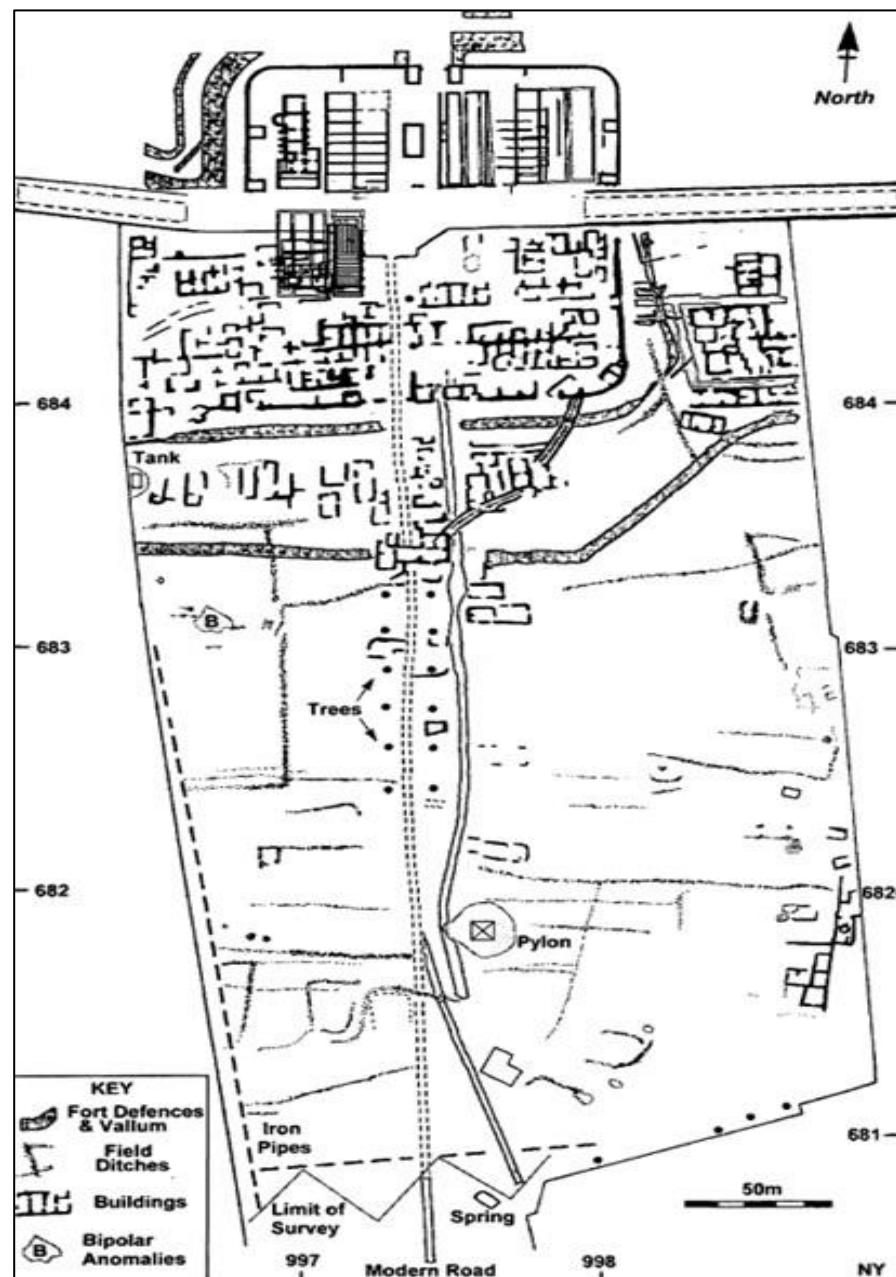 North
684
684
Tank
B
683
683
Trees
682
682
Pylon
KEY
Fort Defences
& Vallum
Field
Ditches
Buildings
B
Bipolar
Anomalies
Iron
Pipes
681
Limit of
Survey
Spring
50m
997
998
Modern Road
NY